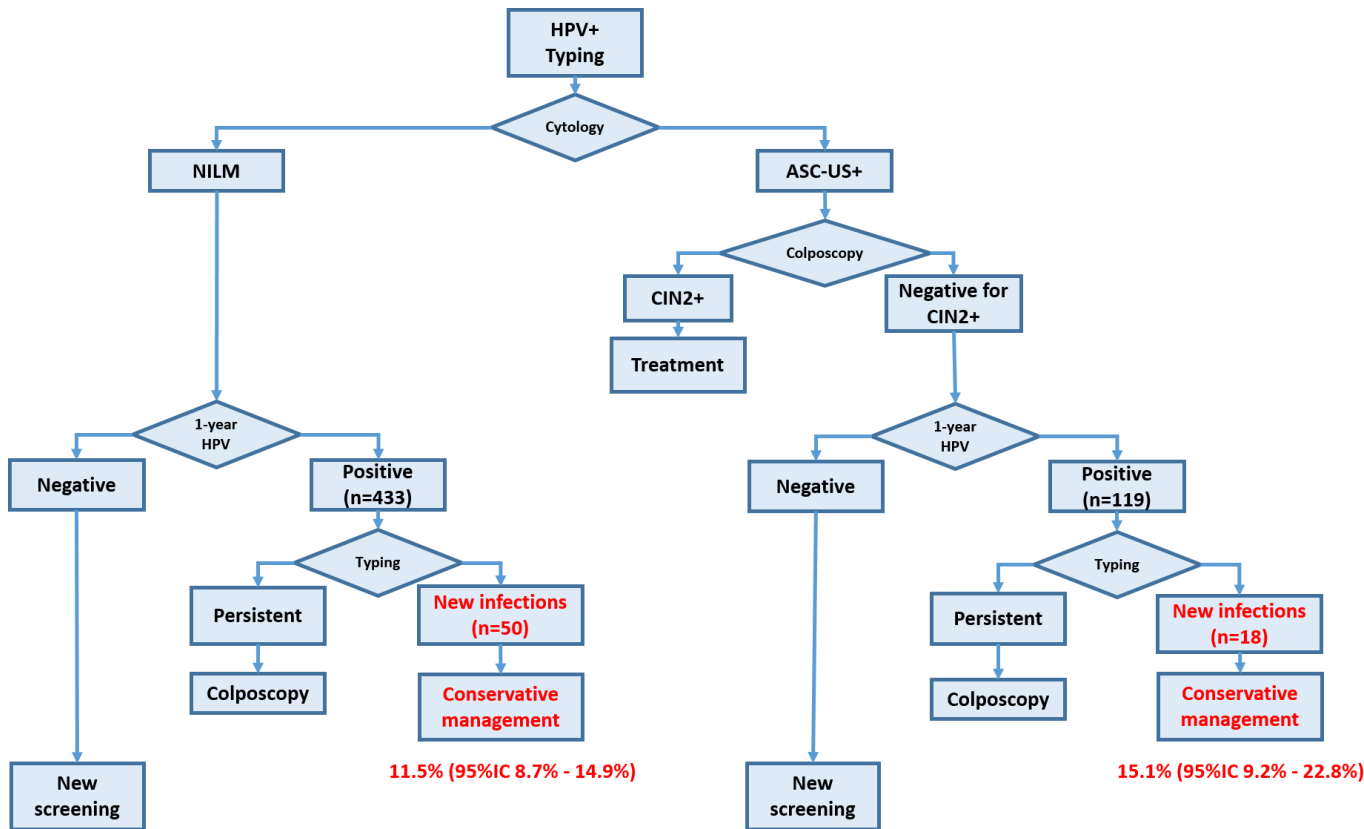 HPV+
Typing
Cytology
NILM
ASC-US+
Colposcopy
CIN2+
Negative for
CIN2+
Treatment
1-year
HPV
1-year
HPV
Negative
Positive
(n=433)
Negative
Positive
(n=119)
Typing
Typing
Persistent
New infections
(n=50)
Persistent
New infections
(n=18)
Colposcopy
Conservative
management
Colposcopy
Conservative
management
New
screening
11.5% (95%IC 8.7% - 14.9%)
New
screening
15.1% (95%IC 9.2% - 22.8%)